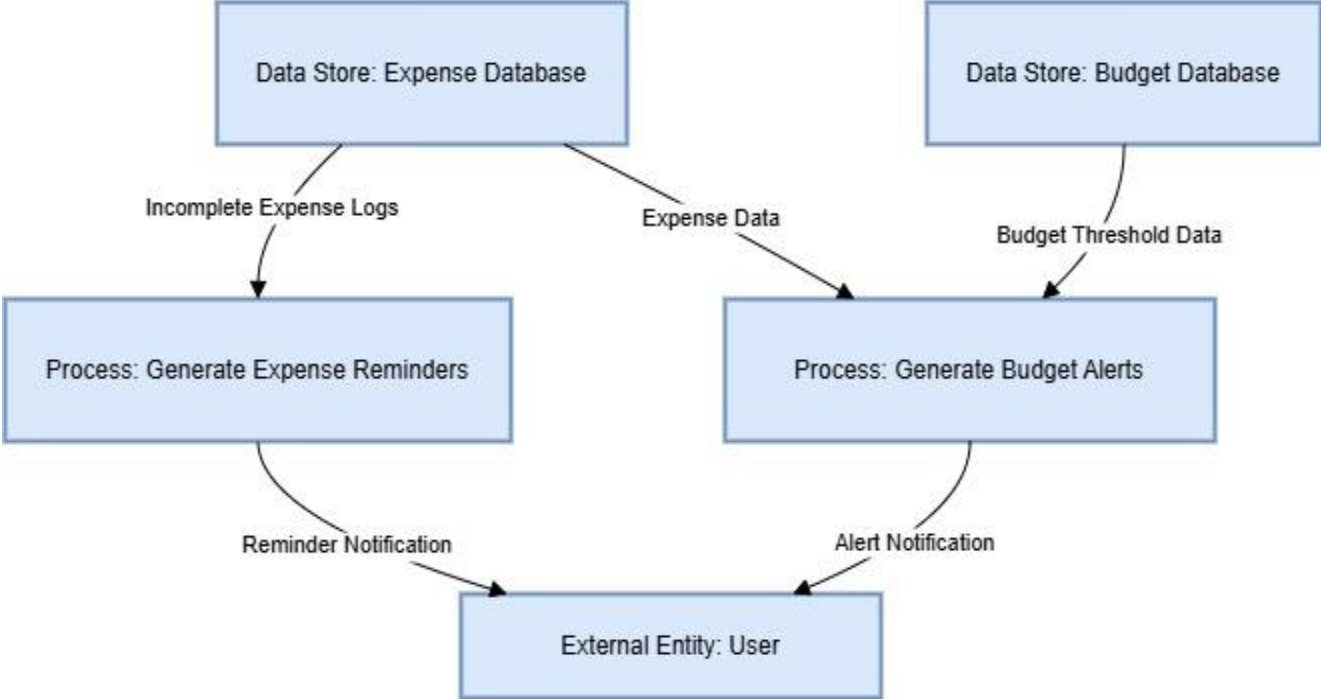 Data Store: Expense Database
Data Store: Budget Database
Incomplete Expense Logs
Expense Data
Budget Threshold Data
Process: Generate Expense Reminders
Process: Generate Budget Alerts
Reminder Notification
Alert Notification
External Entity: User